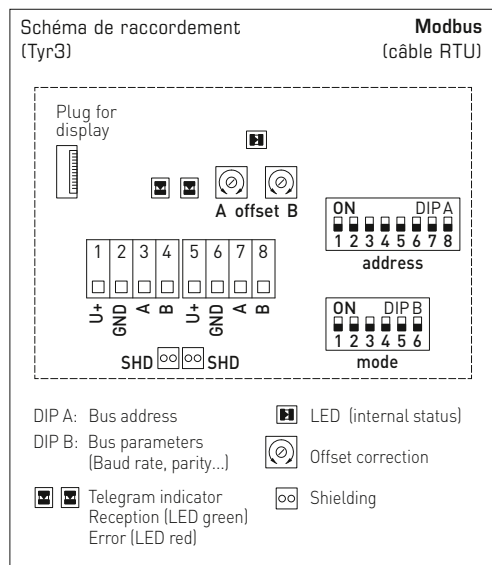 Schéma de raccordement
(Tyr3)
Modbus
(câble RTU)
Plug for
display
A offset B
ON DIP A
1 2 3 4 5 6 7 8
address
1 2 3 4 5 6 7 8
U+ GND A B U+ GND A B
ON DIP B
1 2 3 4 5 6
mode
SHD SHD
DIP A: Bus address
DIP B: Bus parameters
(Baud rate, parity...)
Telegram indicator
Reception (LED green)
Error (LED red)
LED (internal status)
Offset correction
Shielding